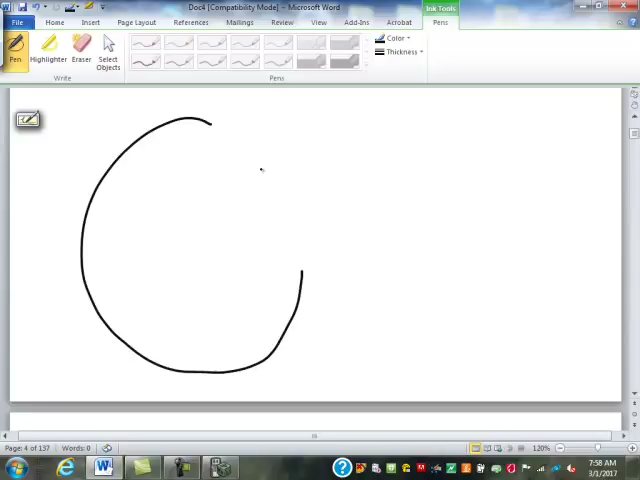 Doc4 [Compatibility Mode] - Microsoft Word
Ink Tools
File Home Insert Page Layout References Mailings Review View Add-Ins Acrobat Pens
Pen Highlighter Eraser Select Objects
Color
Thickness
Write Pens
Page: 4 of 137 Words: 0 120%
7:58 AM
3/1/2017